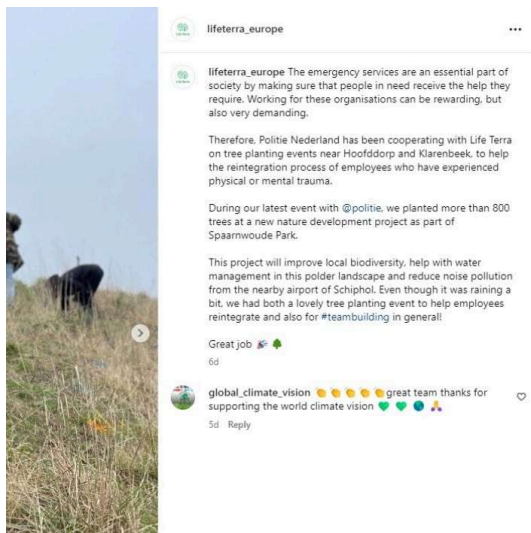 lifeterra_europe
lifeterra_europe The emergency services are an essential part of
society by making sure that people in need receive the help they
require. Working for these organisations can be rewarding, but
also very demanding.
Therefore, Politie Nederland has been cooperating with Life Terra
on tree planting events near Hoofddorp and Klarenbeek, to help
the reintegration process of employees who have experienced
physical or mental trauma.
During our latest event with @politie, we planted more than 800
trees at a new nature development project as part of
Spaarnwoude Park.
This project will improve local biodiversity, help with water
management in this polder landscape and reduce noise pollution
from the nearby airport of Schiphol. Even though it was raining a
bit, we had both a lovely tree planting event to help employees
reintegrate and also for #teambuilding in general!
Great job 🎉 🌲
6d
global_climate_vision 👏👏👏👏👏great team thanks for
supporting the world climate vision 💚 💚 🌍 🙏
5d Reply